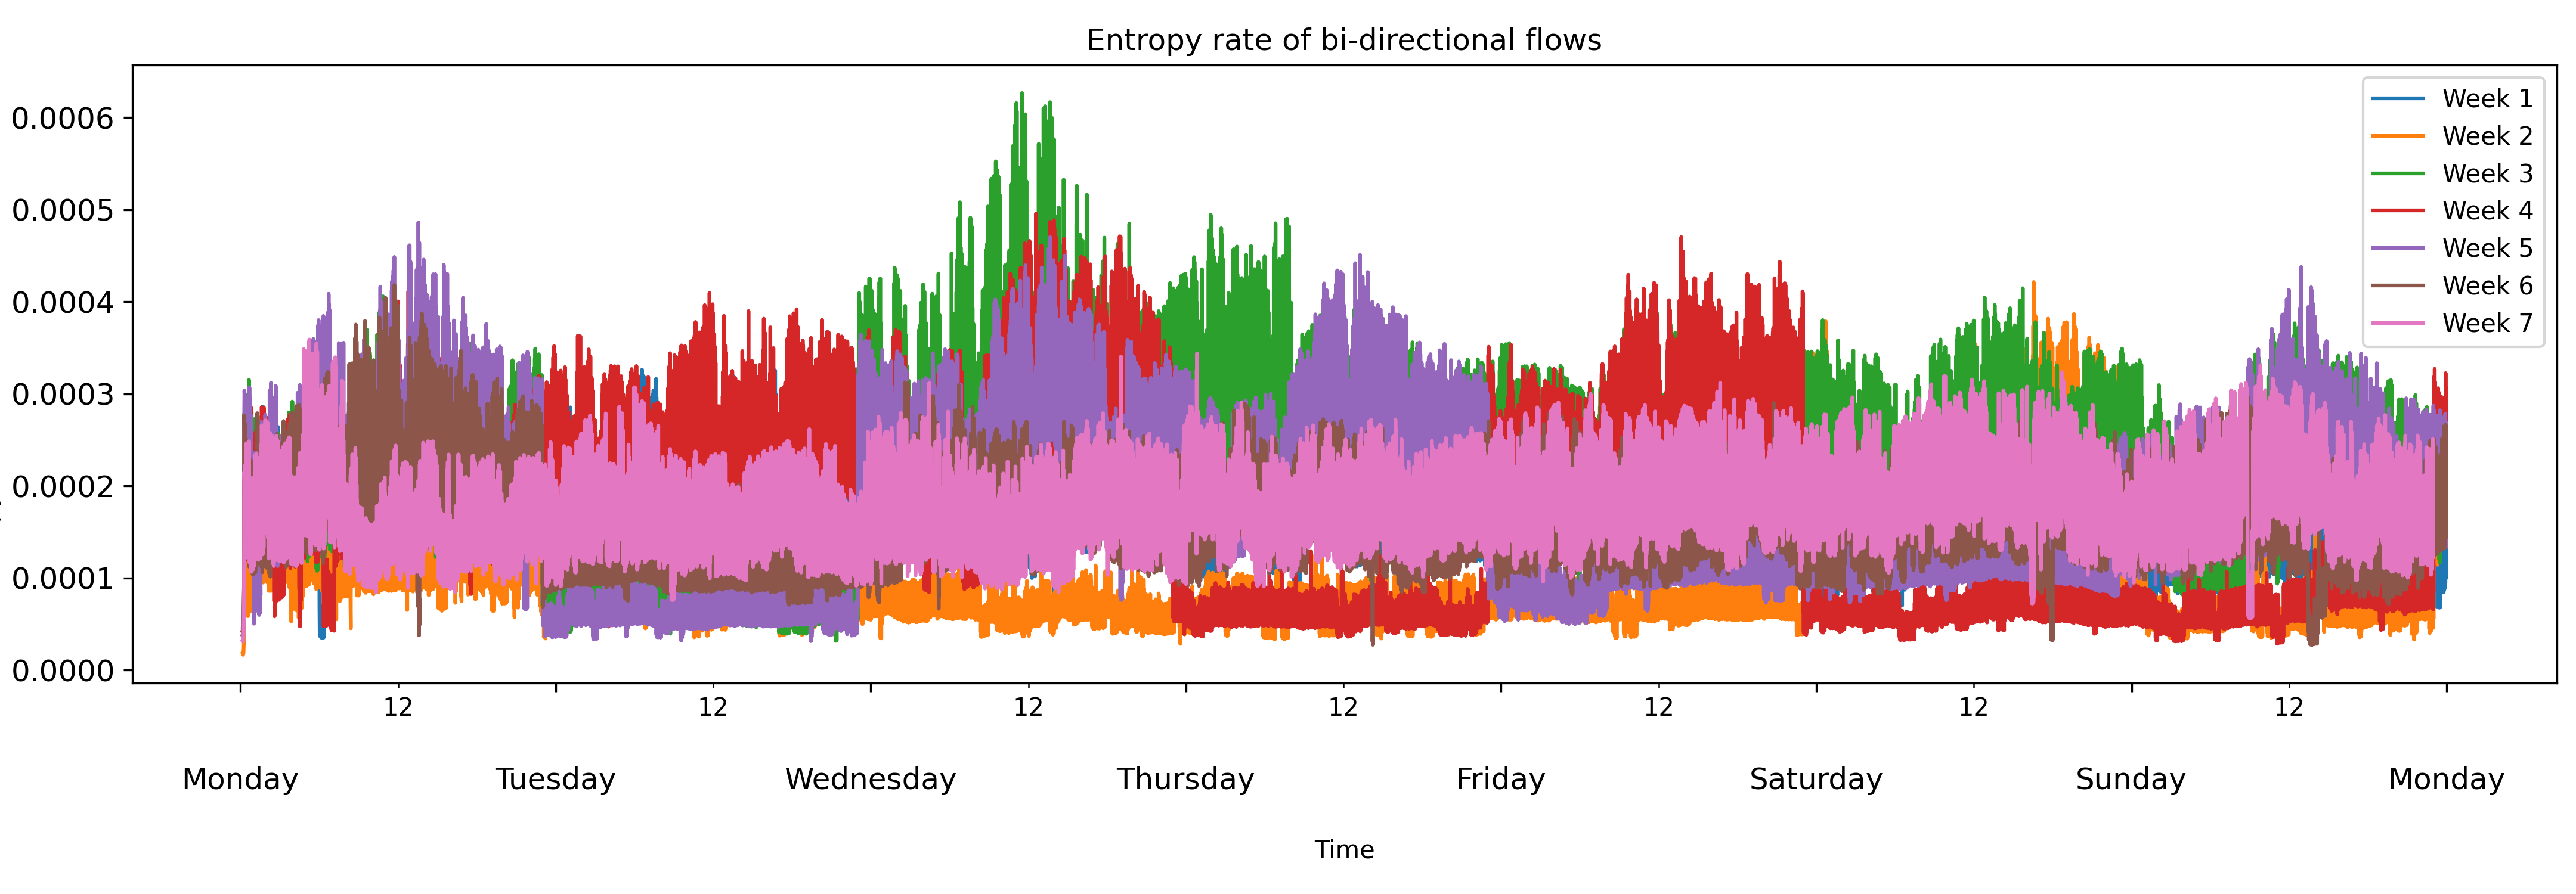 Entropy rate of bi-directional flows
0.0006
0.0005
0.0004
0.0003
0.0002
0.0001
0.0000
Week 1
Week 2
Week 3
Week 4
Week 5
Week 6
Week 7
12 12 12 12 12 12 12
Monday Tuesday Wednesday Thursday Friday Saturday Sunday Monday
Time